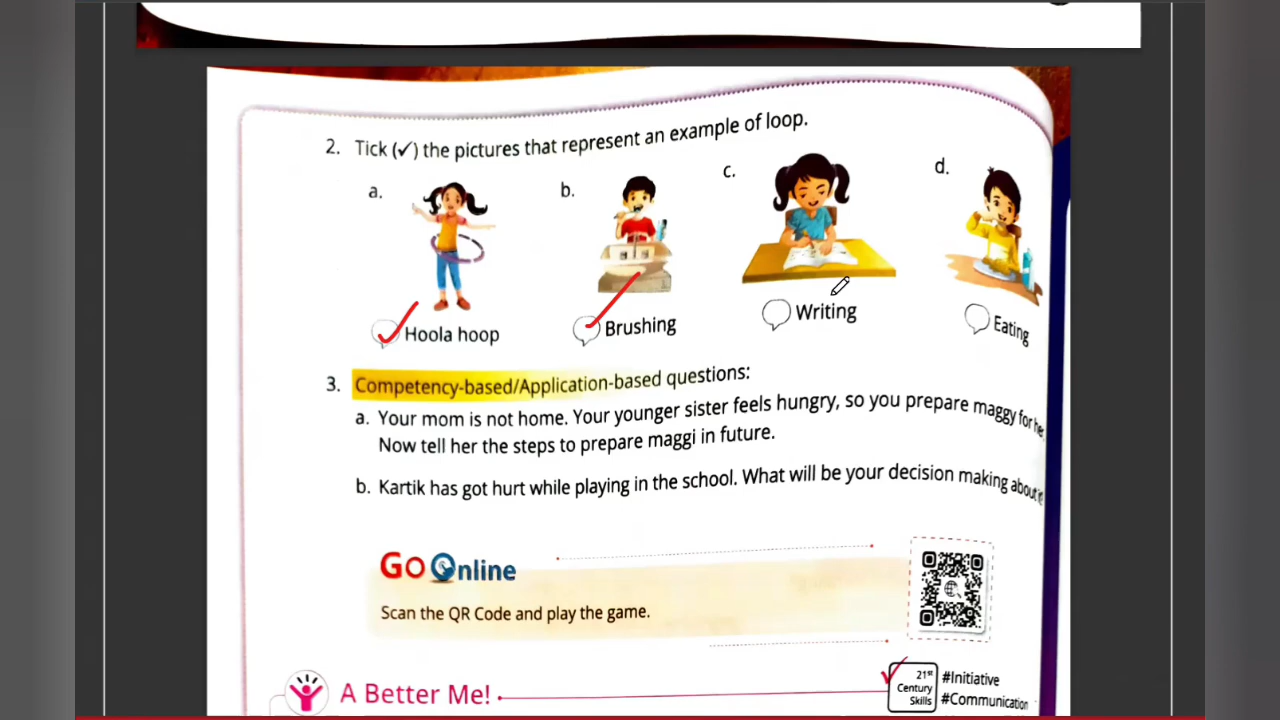 2. Tick (✓) the pictures that represent an example of loop.
a.
b.
c.
d.
Hoola hoop
Brushing
Writing
Eating
3. Competency-based/Application-based questions:
a. Your mom is not home. Your younger sister feels hungry, so you prepare maggy for her.
Now tell her the steps to prepare maggi in future.
b. Kartik has got hurt while playing in the school. What will be your decision making about it
GO Online
Scan the QR Code and play the game.
A Better Me!
21st
Century
Skills
#Initiative
#Communication